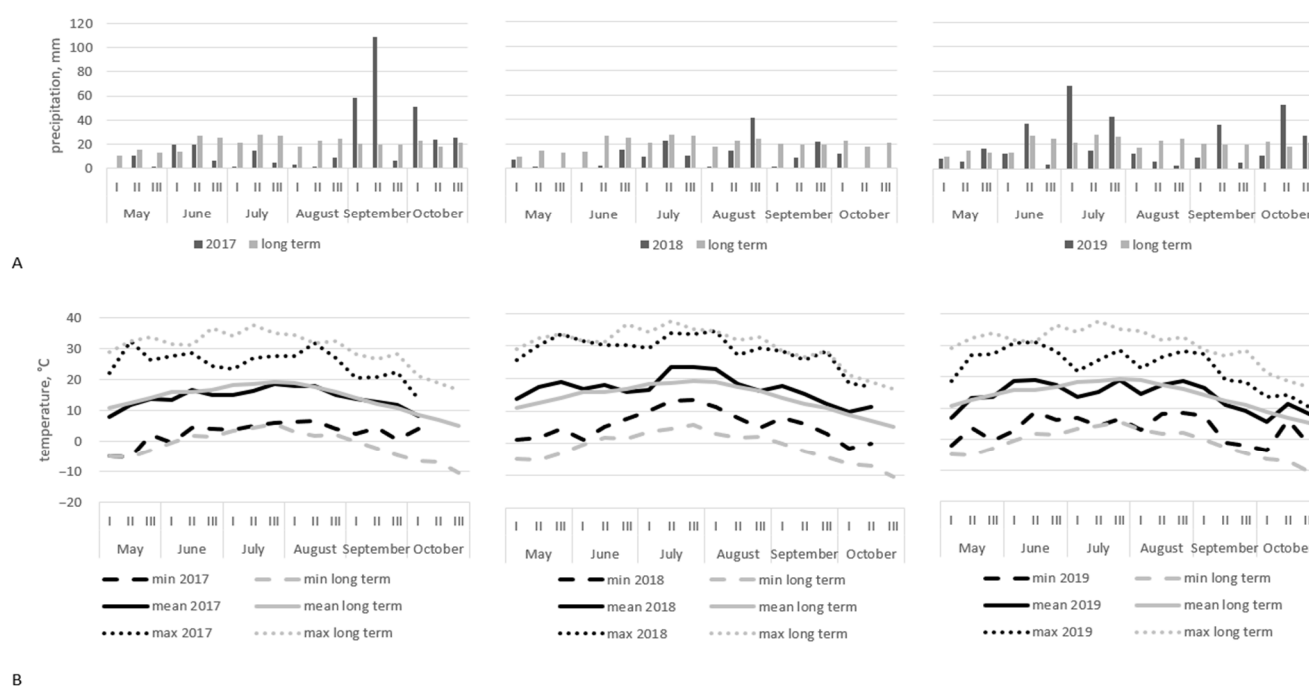 precipitation, mm
120
100
80
60
40
20
0
I II III I II III I II III I II III I II III I II III
May June July August September October
2017 long term
I II III I II III I II III I II III I II III I II III
May June July August September October
2018 long term
I II III I II III I II III I II III I II III I II III
May June July August September Octobe
2019 long term
A
temperature, °C
40
30
20
10
0
−10
−20
I II III I II III I II III I II III I II III I II III
May June July August September October
min 2017 min long term
mean 2017 mean long term
max 2017 max long term
I II III I II III I II III I II III I II III I II III
May June July August September October
min 2018 min long term
mean 2018 mean long term
max 2018 max long term
I II III I II III I II III I II III I II III I II III
May June July August September Octobe
min 2019 min long term
mean 2019 mean long term
max 2019 max long term
B